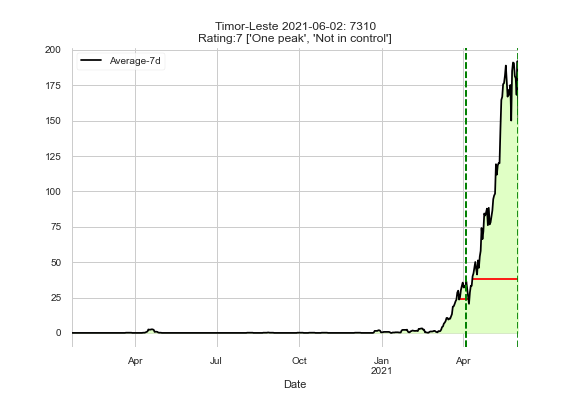 Timor-Leste 2021-06-02: 7310
Rating:7 ['One peak', 'Not in control']
Average-7d
200
175
150
125
100
75
50
25
0
Apr
Jul
Oct
Jan
2021
Apr
Date